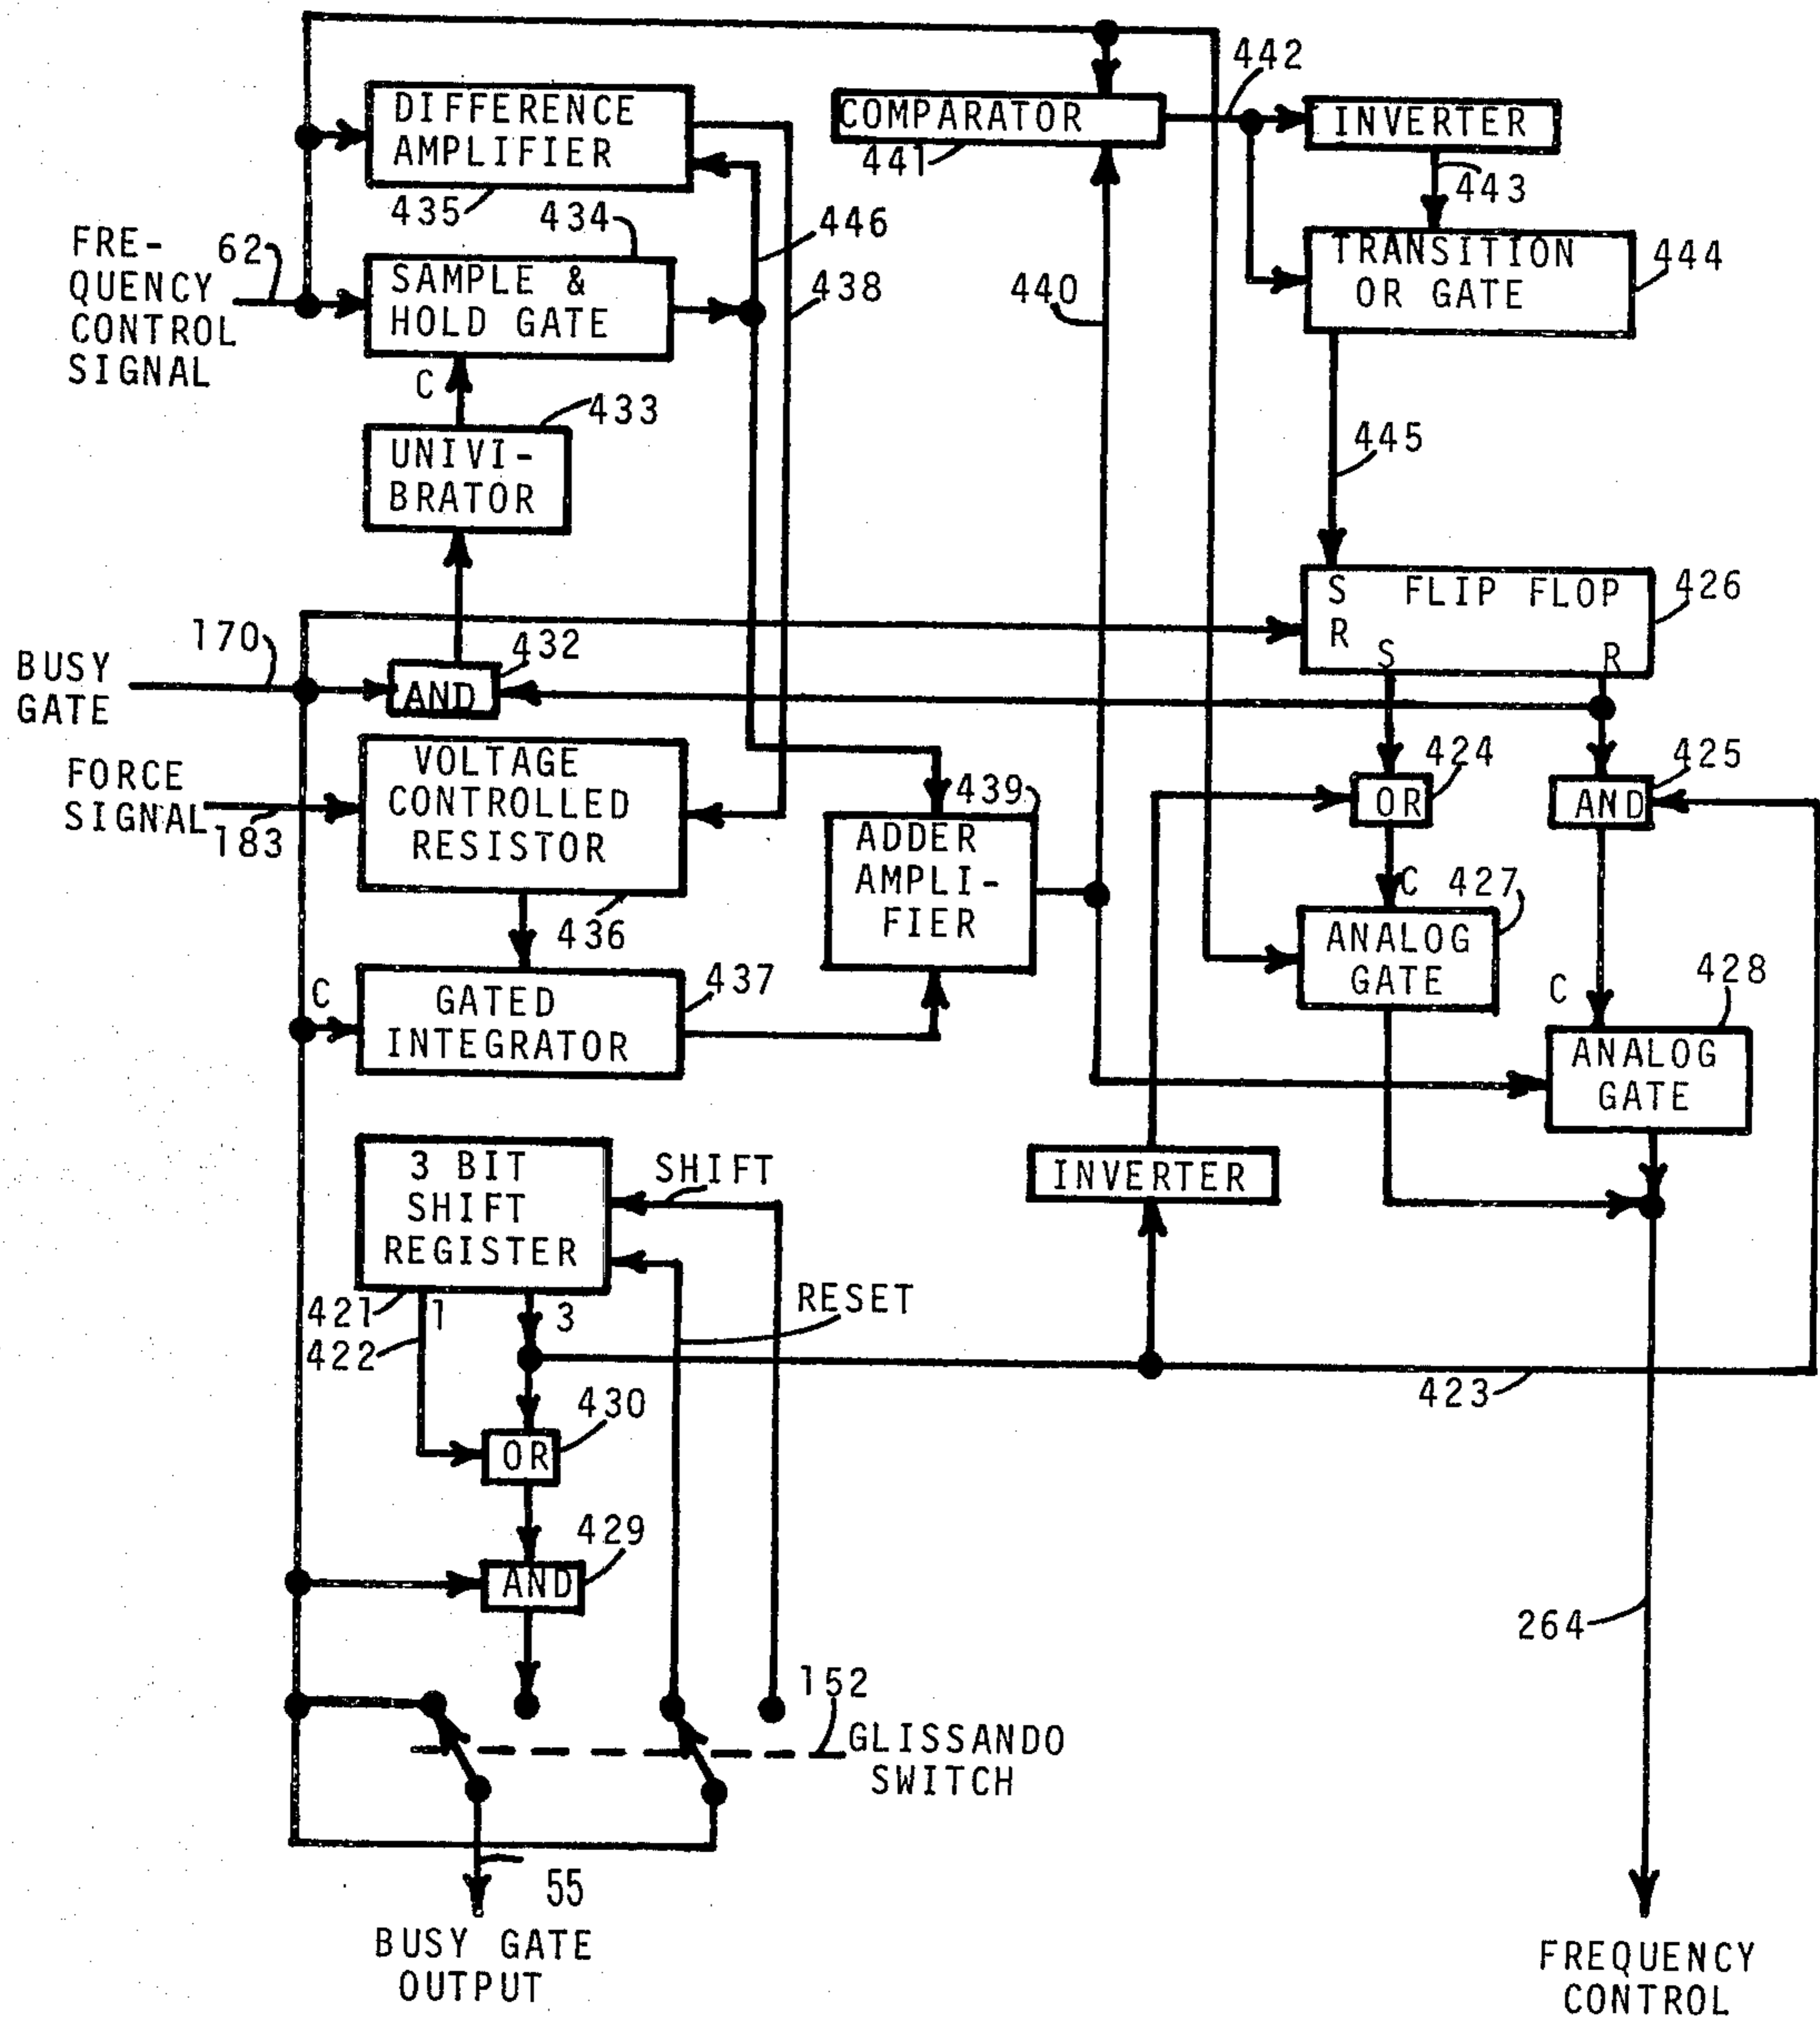 442
DIFFERENCE
AMPLIFIER
435
COMPARATOR
441
INVERTER
443
434
446
438
440
FRE-
QUENCY
CONTROL
SIGNAL
62
SAMPLE &
HOLD GATE
TRANSITION
OR GATE
444
C
433
UNIVI-
BRATOR
445
S FLIP FLOP
R
S R
426
170
BUSY
GATE
432
AND
FORCE
SIGNAL
183
VOLTAGE
CONTROLLED
RESISTOR
436
439
ADDER
AMPLI-
FIER
424
OR
425
AND
C 427
ANALOG
GATE
C
GATED
INTEGRATOR
437
C
428
ANALOG
GATE
3 BIT
SHIFT
REGISTER
SHIFT
INVERTER
421
1
3
422
RESET
423
430
OR
429
AND
264
152
GLISSANDO
SWITCH
55
BUSY GATE
OUTPUT
FREQUENCY
CONTROL